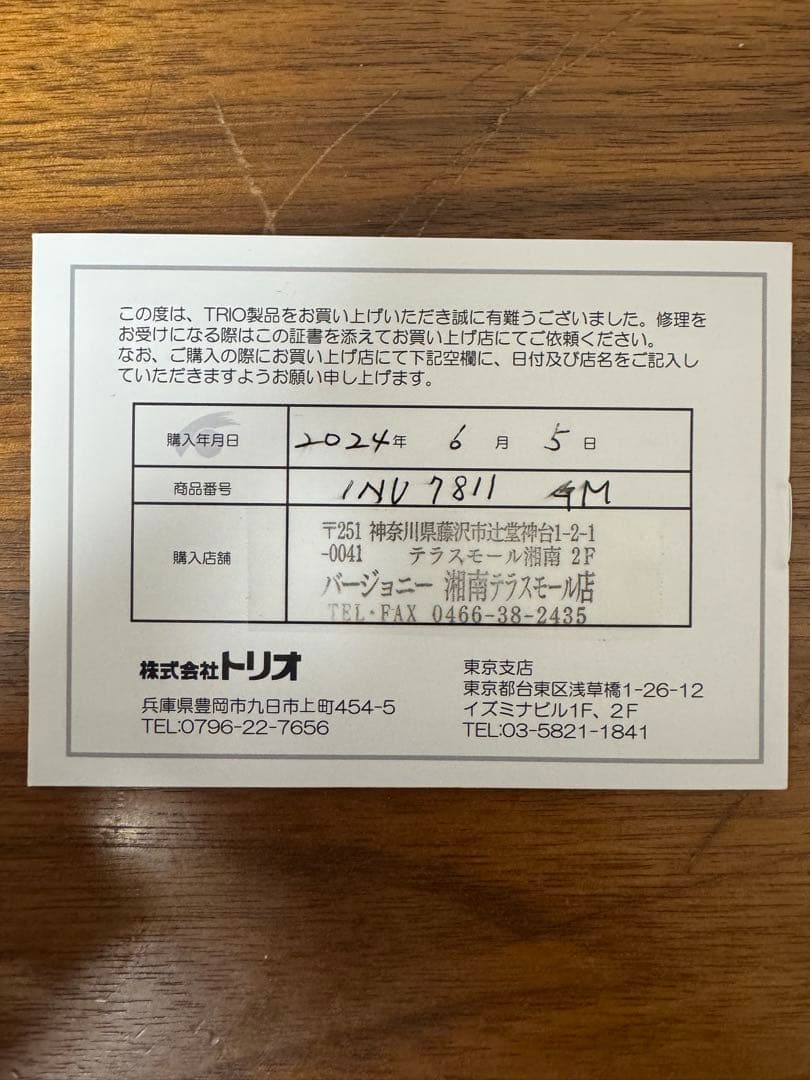 この度は、TRIO製品をお買い上げいただき誠に有難うございました。修理を
お受けになる際はこの証書を添えてお買い上げ店にてご依頼ください。
なお、ご購入の際にお買い上げ店にて下記空欄に、日付及び店名をご記入し
ていただきますようお願い申し上げます。
購入年月日 2024年 6月 5日
商品番号 INV 7811 GM
購入店舗
〒251 神奈川県藤沢市辻堂神台1-2-1
-0041 テラスモール湘南 2F
バージョニー 湘南テラスモール店
TEL・FAX 0466-38-2435
株式会社トリオ
兵庫県豊岡市九日市上町454-5
TEL:0796-22-7656
東京支店
東京都台東区浅草橋1-26-12
イズミナビル1F、2F
TEL:03-5821-1841